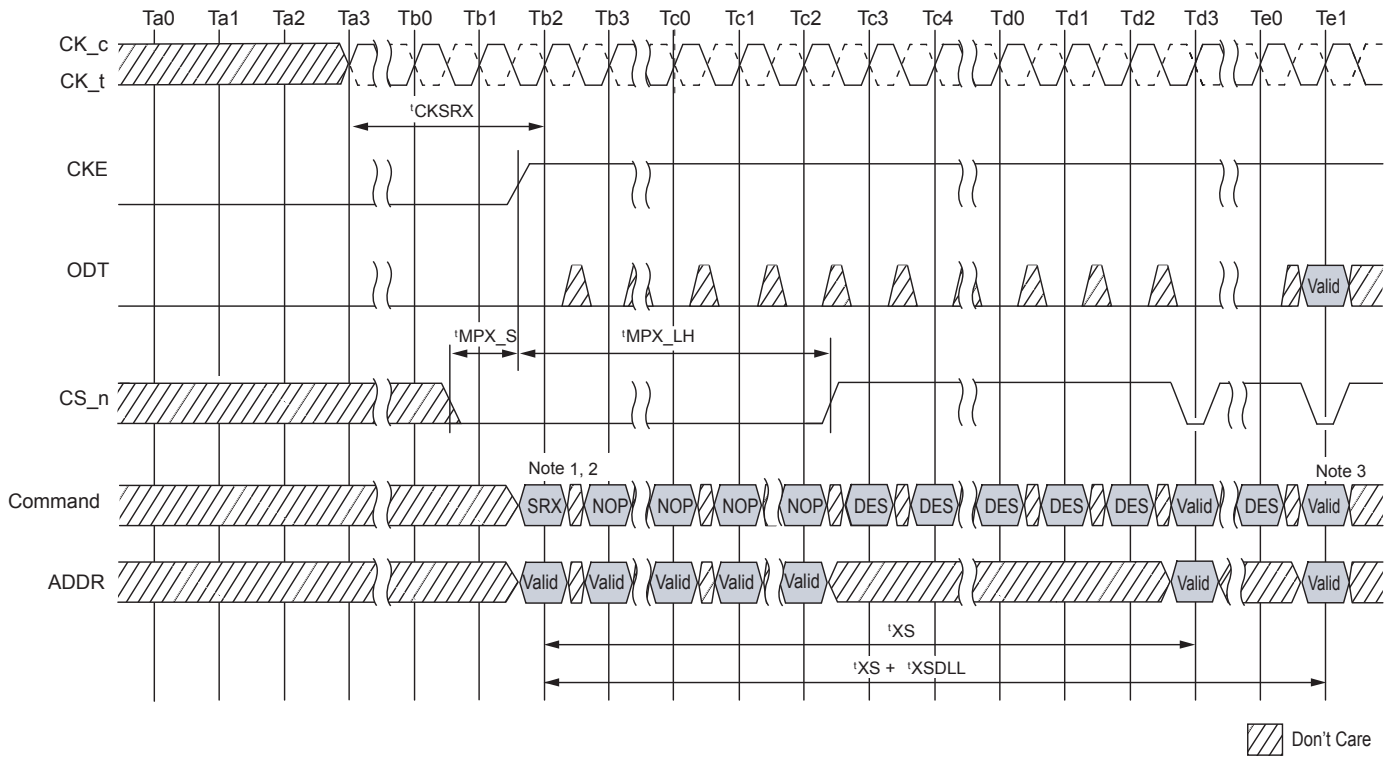 Ta0 Ta1 Ta2 Ta3 Tb0 Tb1 Tb2 Tb3 Tc0 Tc1 Tc2 Tc3 Tc4 Td0 Td1 Td2 Td3 Te0 Te1
CK_c
CK_t
tCKSRX
CKE
ODT
Valid
tMPX_S tMPX_LH
CS_n
Note 1, 2 Note 3
Command SRX NOP NOP NOP NOP DES DES DES DES DES Valid DES Valid
ADDR Valid Valid Valid Valid Valid Valid Valid
tXS
tXS + tXSDLL
Don't Care